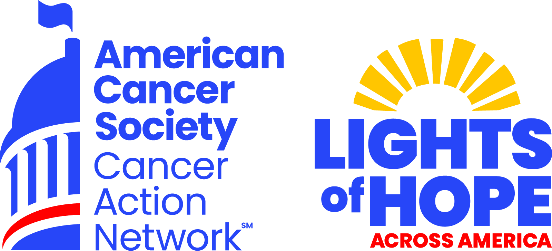 American
Cancer
Society
Cancer
Action
Network℠
LIGHTS
of HOPE
ACROSS AMERICA